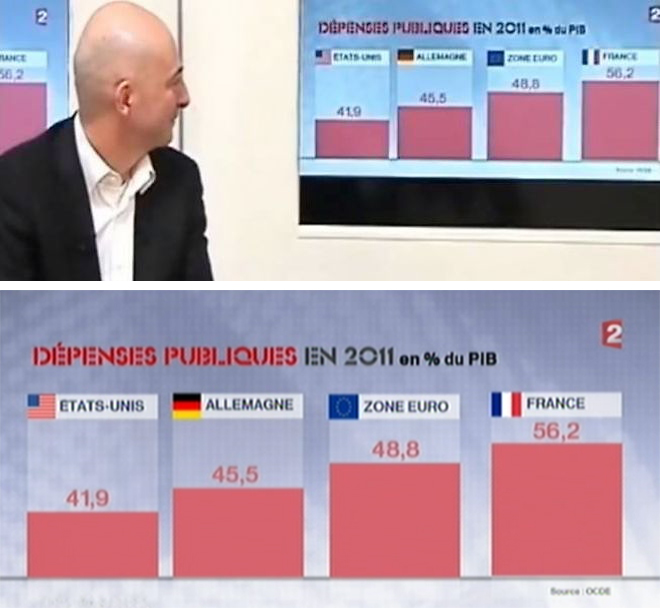 2
RANCE
56,2
2
DÉPENSES PUBLIQUES EN 2011 en % du PIB
ETATS-UNIS ALLEMAGNE ZONE EURO FRANCE
41,9 45,5 48,8 56,2
Source : OCDE
2
DÉPENSES PUBLIQUES EN 2011 en % du PIB
ETATS-UNIS ALLEMAGNE ZONE EURO FRANCE
41,9 45,5 48,8 56,2
Source : OCDE